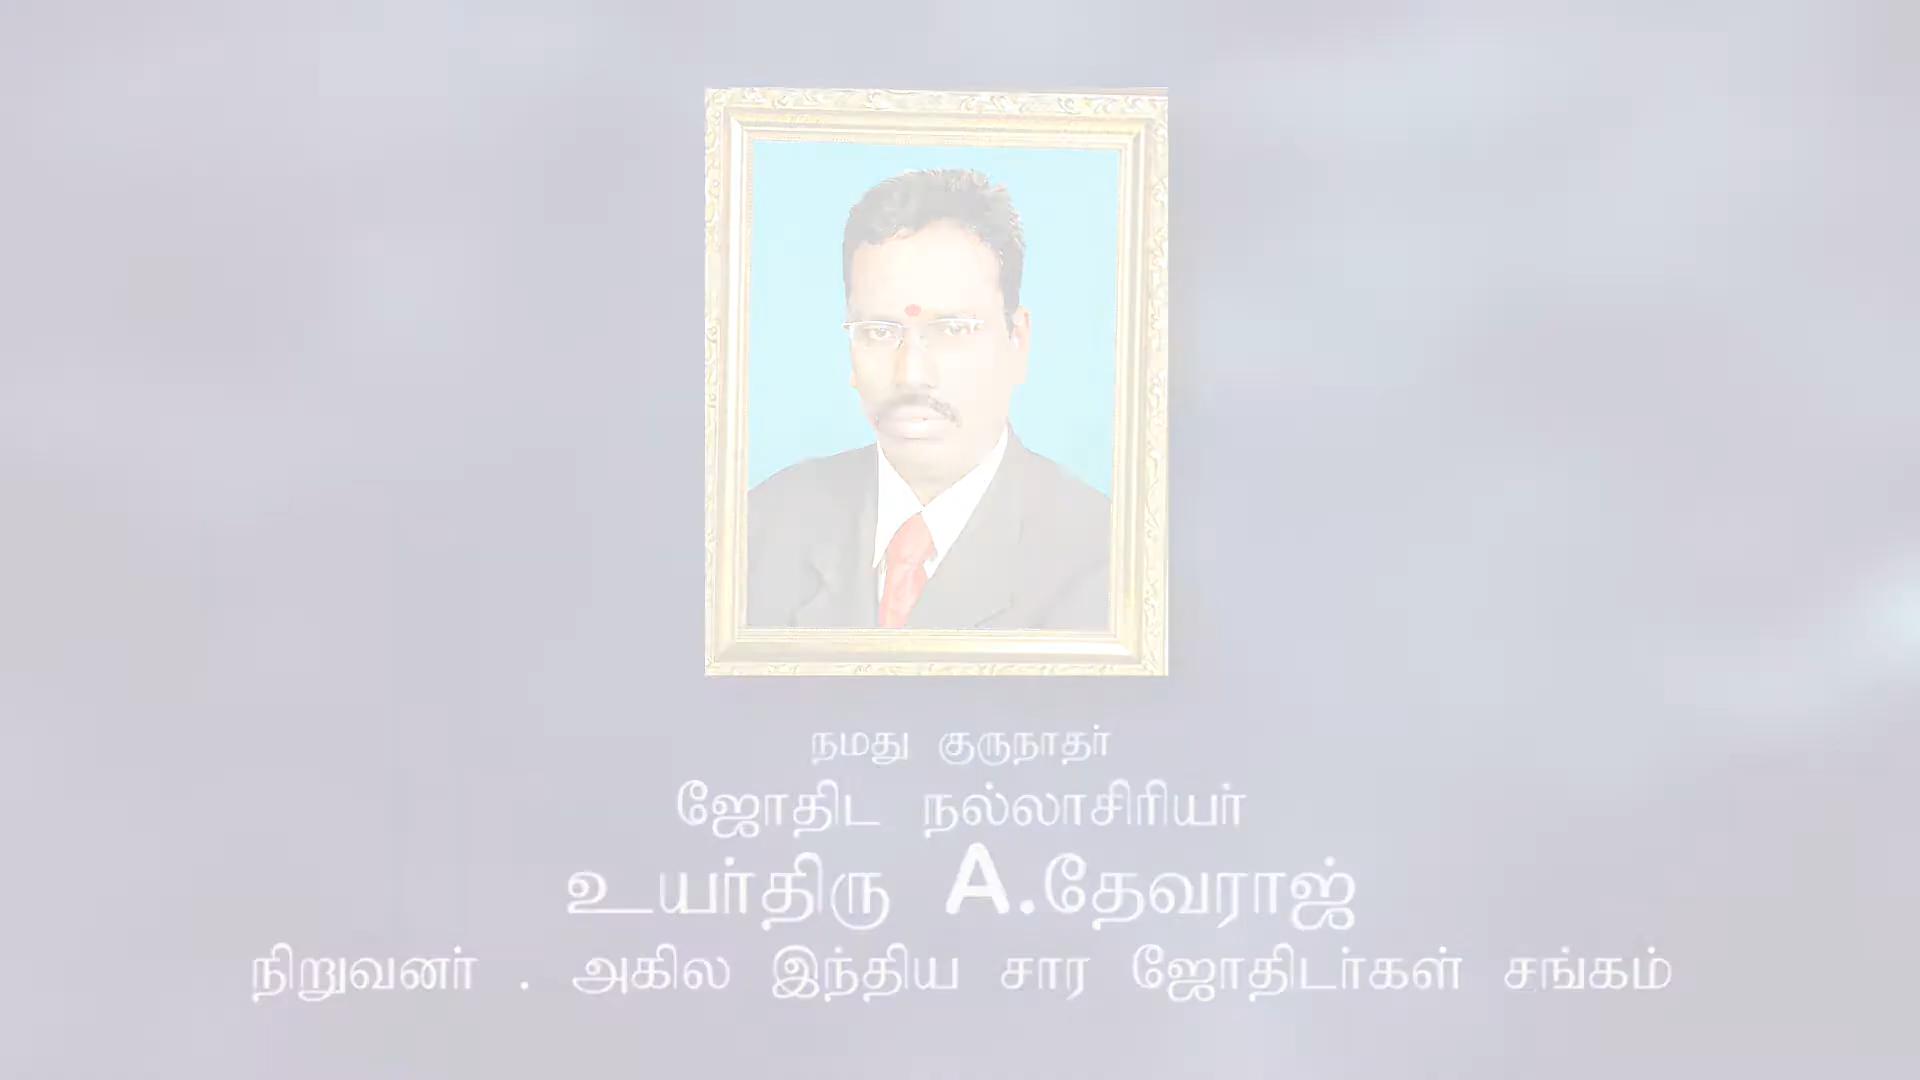 நமது குருநாதர்
ஜோதிட நல்லாசிரியர்
உயர்திரு A.தேவராஜ்
நிறுவனர் . அகில இந்திய சார ஜோதிடர்கள் சங்கம்